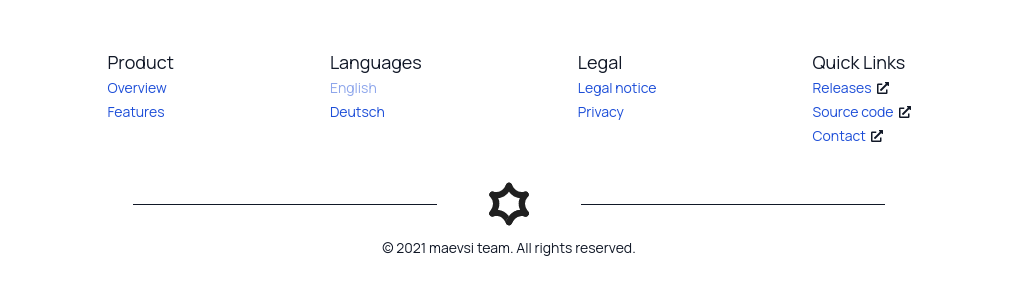 Product
Overview
Features
Languages
English
Deutsch
Legal
Legal notice
Privacy
Quick Links
Releases
Source code
Contact
© 2021 maevsi team. All rights reserved.